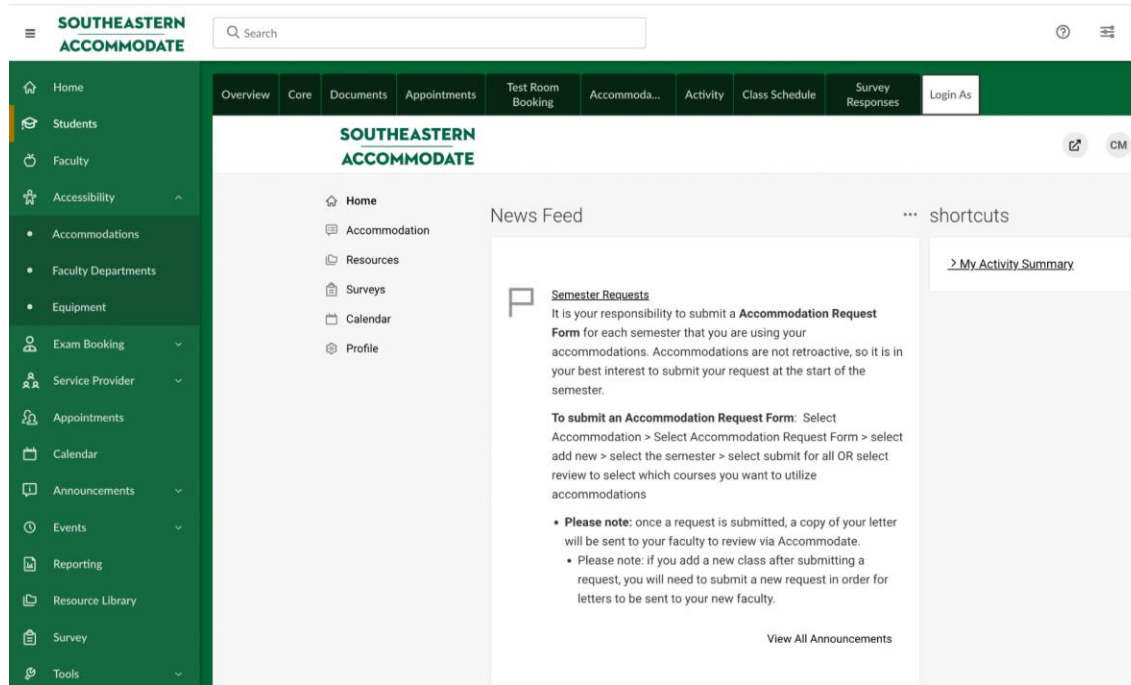 SOUTHEASTERN
ACCOMMODATE
Search
Home
Students
Faculty
Accessibility
Accommodations
Faculty Departments
Equipment
Exam Booking
Service Provider
Appointments
Calendar
Announcements
Events
Reporting
Resource Library
Survey
Tools
Overview
Core
Documents
Appointments
Test Room
Booking
Accommoda...
Activity
Class Schedule
Survey
Responses
Login As
SOUTHEASTERN
ACCOMMODATE
CM
Home
Accommodation
Resources
Surveys
Calendar
Profile
News Feed
Semester Requests
It is your responsibility to submit a Accommodation Request
Form for each semester that you are using your
accommodations. Accommodations are not retroactive, so it is in
your best interest to submit your request at the start of the
semester.
To submit an Accommodation Request Form: Select
Accommodation > Select Accommodation Request Form > select
add new > select the semester > select submit for all OR select
review to select which courses you want to utilize
accommodations
• Please note: once a request is submitted, a copy of your letter
will be sent to your faculty to review via Accommodate.
• Please note: if you add a new class after submitting a
request, you will need to submit a new request in order for
letters to be sent to your new faculty.
View All Announcements
shortcuts
> My Activity Summary